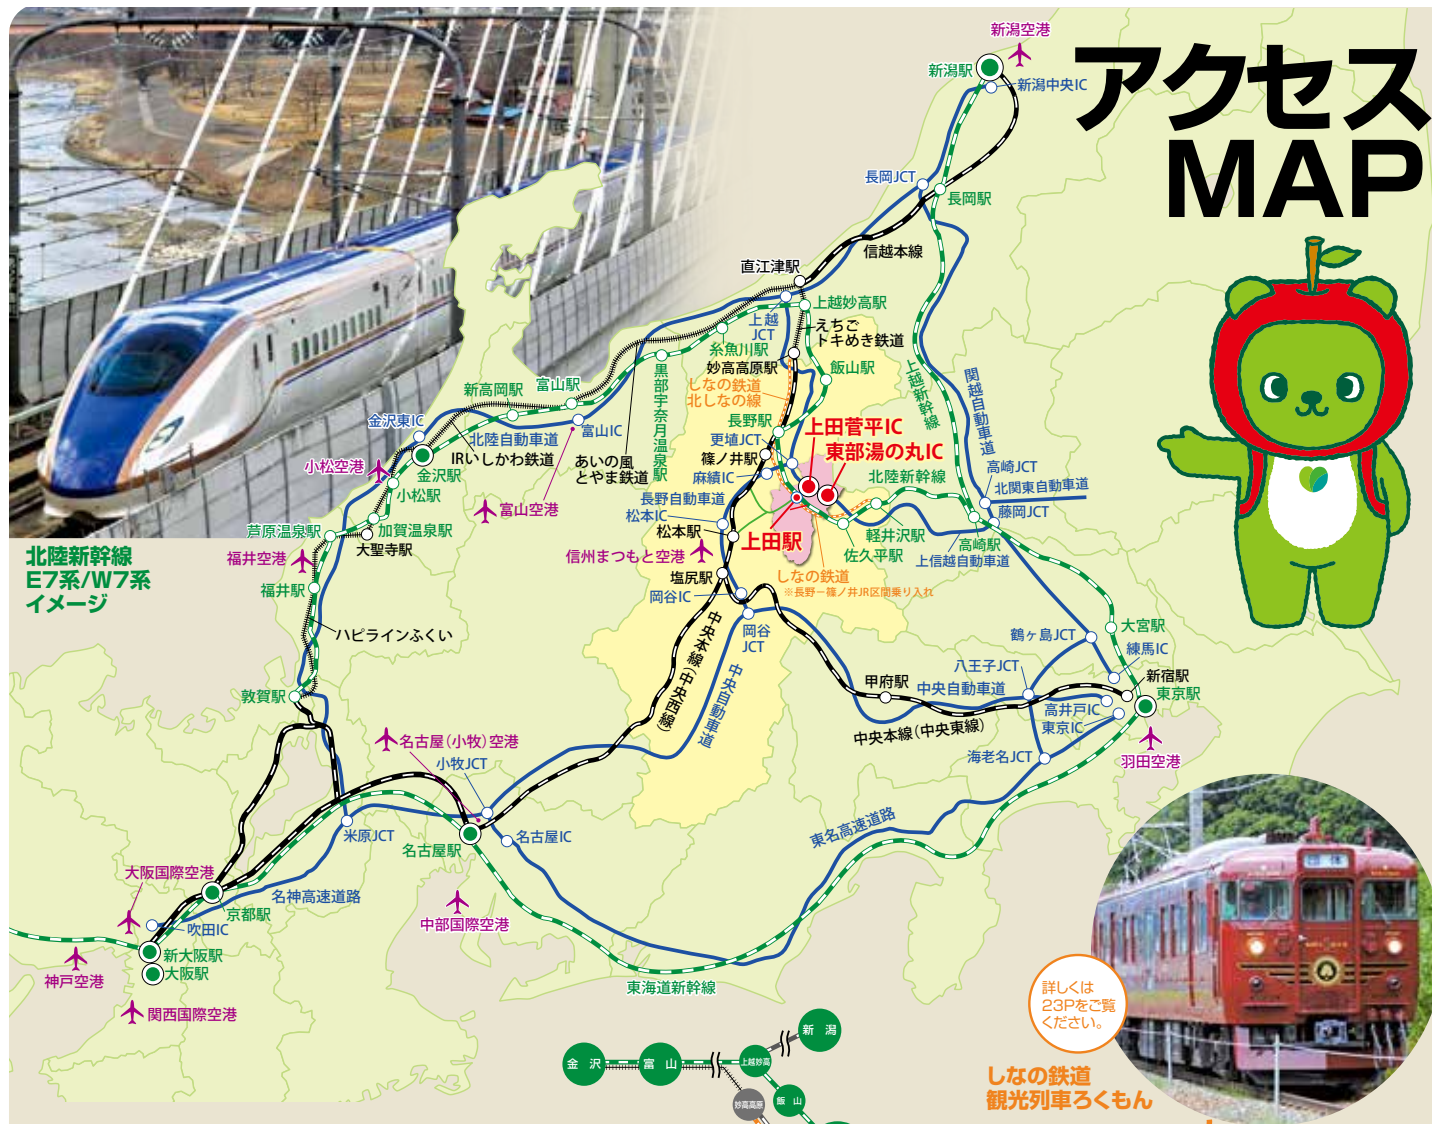 アクセス
MAP
新潟空港
新潟駅
新潟中央IC
長岡JCT
長岡駅
信越本線
直江津駅
上越妙高駅
上越
JCT
えちご
トキめき鉄道
糸魚川駅
妙高高原駅
飯山駅
しなの鉄道
北しなの線
黒部宇奈月温泉駅
上越新幹線
関越自動車道
新高岡駅
富山駅
金沢東IC
北陸自動車道
富山IC
IRいしかわ鉄道
あいの風
とやま鉄道
長野駅
更埴JCT
篠ノ井駅
麻績IC
上田菅平IC
東部湯の丸IC
北陸新幹線
高崎JCT
北関東自動車道
藤岡JCT
小松空港
金沢駅
小松駅
富山空港
長野自動車道
松本IC
松本駅
上田駅
軽井沢駅
佐久平駅
高崎駅
上信越自動車道
芦原温泉駅
加賀温泉駅
大聖寺駅
福井空港
福井駅
信州まつもと空港
塩尻駅
岡谷IC
しなの鉄道
※長野－篠ノ井JR区間乗り入れ
北陸新幹線
E7系/W7系
イメージ
ハピラインふくい
岡谷
JCT
中央本線(中央西線)
中央自動車道
鶴ヶ島JCT
大宮駅
練馬IC
八王子JCT
新宿駅
東京駅
甲府駅
中央自動車道
高井戸IC
東京IC
中央本線(中央東線)
海老名JCT
羽田空港
敦賀駅
名古屋(小牧)空港
小牧JCT
米原JCT
名古屋駅
名古屋IC
東名高速道路
大阪国際空港
名神高速道路
京都駅
吹田IC
中部国際空港
新大阪駅
大阪駅
神戸空港
関西国際空港
東海道新幹線
団体
詳しくは
23Pをご覧
ください。
しなの鉄道
観光列車ろくもん
新潟
金沢
富山
上越妙高
妙高高原
飯山